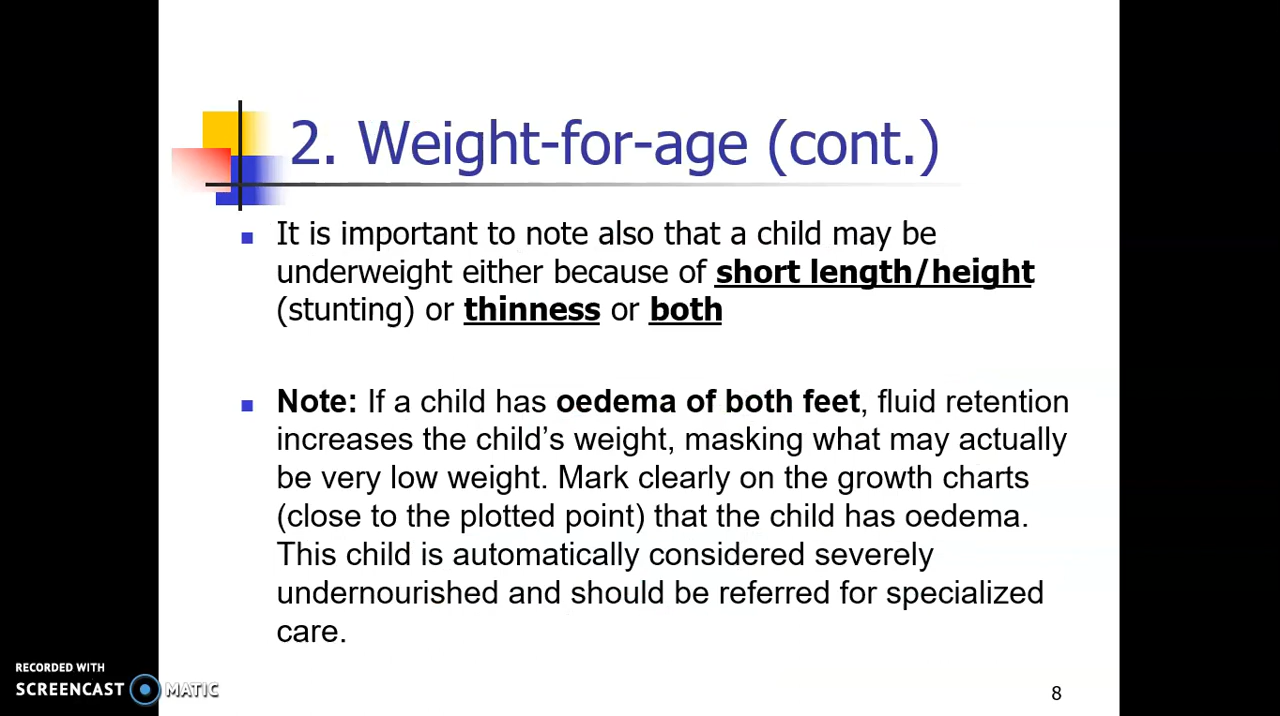 2. Weight-for-age (cont.)
It is important to note also that a child may be
underweight either because of short length/height
(stunting) or thinness or both
Note: If a child has oedema of both feet, fluid retention
increases the child’s weight, masking what may actually
be very low weight. Mark clearly on the growth charts
(close to the plotted point) that the child has oedema.
This child is automatically considered severely
undernourished and should be referred for specialized
care.
RECORDED WITH
SCREENCAST MATIC
8